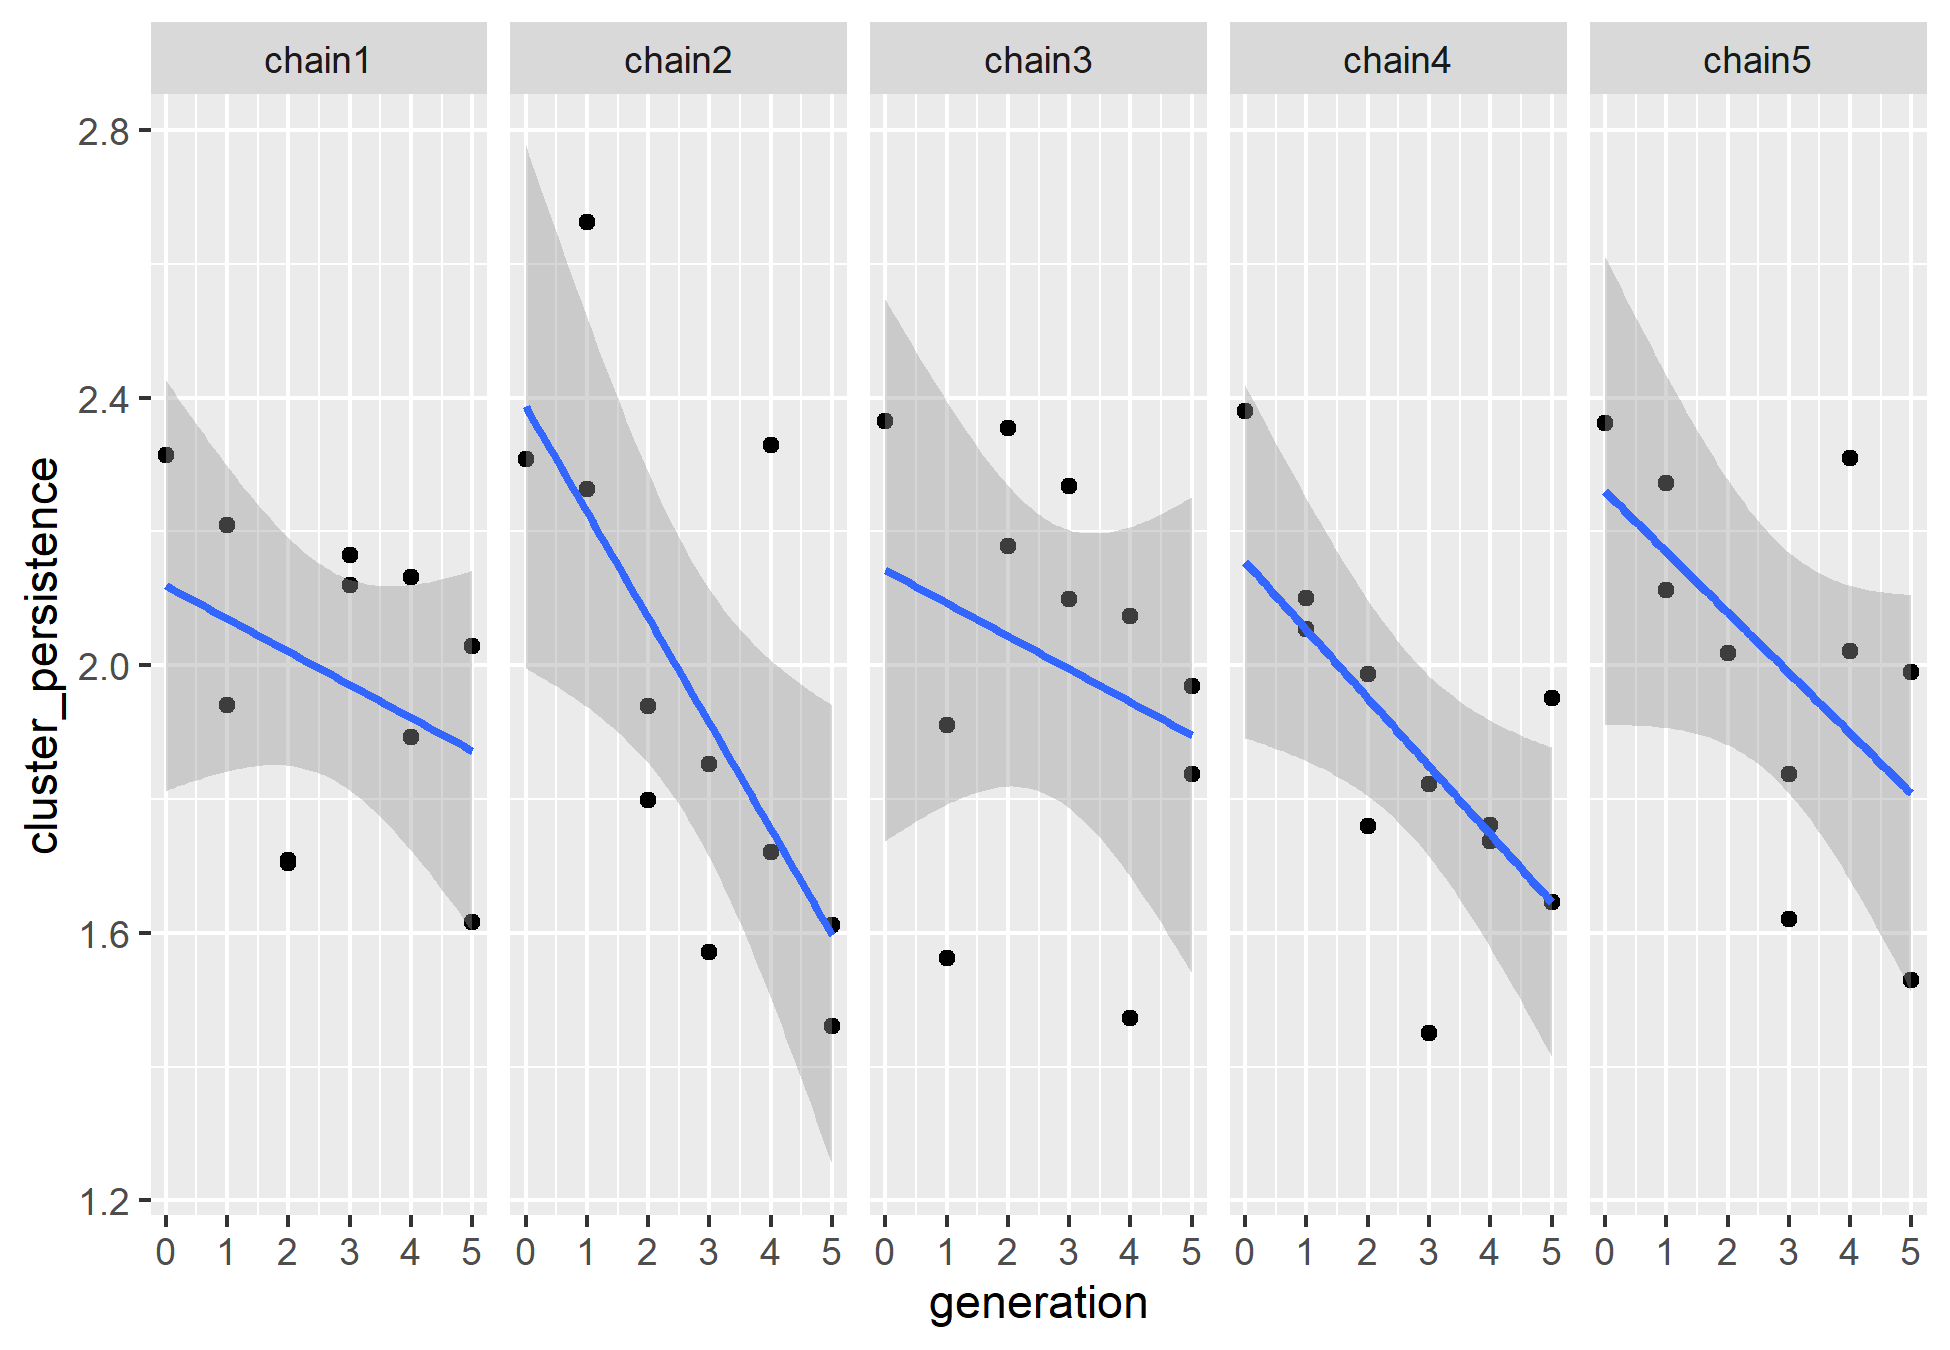 chain1 chain2 chain3 chain4 chain5
2.8
2.4
2.0
1.6
1.2
cluster_persistence
0 1 2 3 4 5 0 1 2 3 4 5 0 1 2 3 4 5 0 1 2 3 4 5 0 1 2 3 4 5
generation